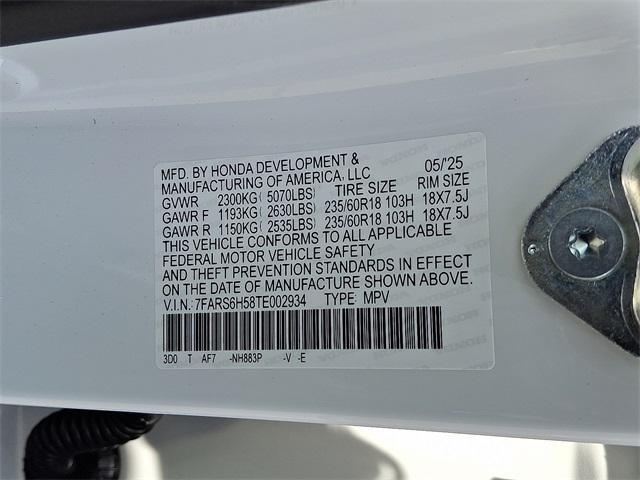 MFD. BY HONDA DEVELOPMENT & 05/'25
MANUFACTURING OF AMERICA, LLC
GVWR 2300KG( 5070LBS) TIRE SIZE RIM SIZE
GAWR F 1193KG( 2630LBS) 235/60R18 103H 18X7.5J
GAWR R 1150KG( 2535LBS) 235/60R18 103H 18X7.5J
THIS VEHICLE CONFORMS TO ALL APPLICABLE
FEDERAL MOTOR VEHICLE SAFETY
AND THEFT PREVENTION STANDARDS IN EFFECT
ON THE DATE OF MANUFACTURE SHOWN ABOVE.
V.I.N.:7FARS6H58TE002934 TYPE: MPV
3D0 T AF7 -NH883P -V -E